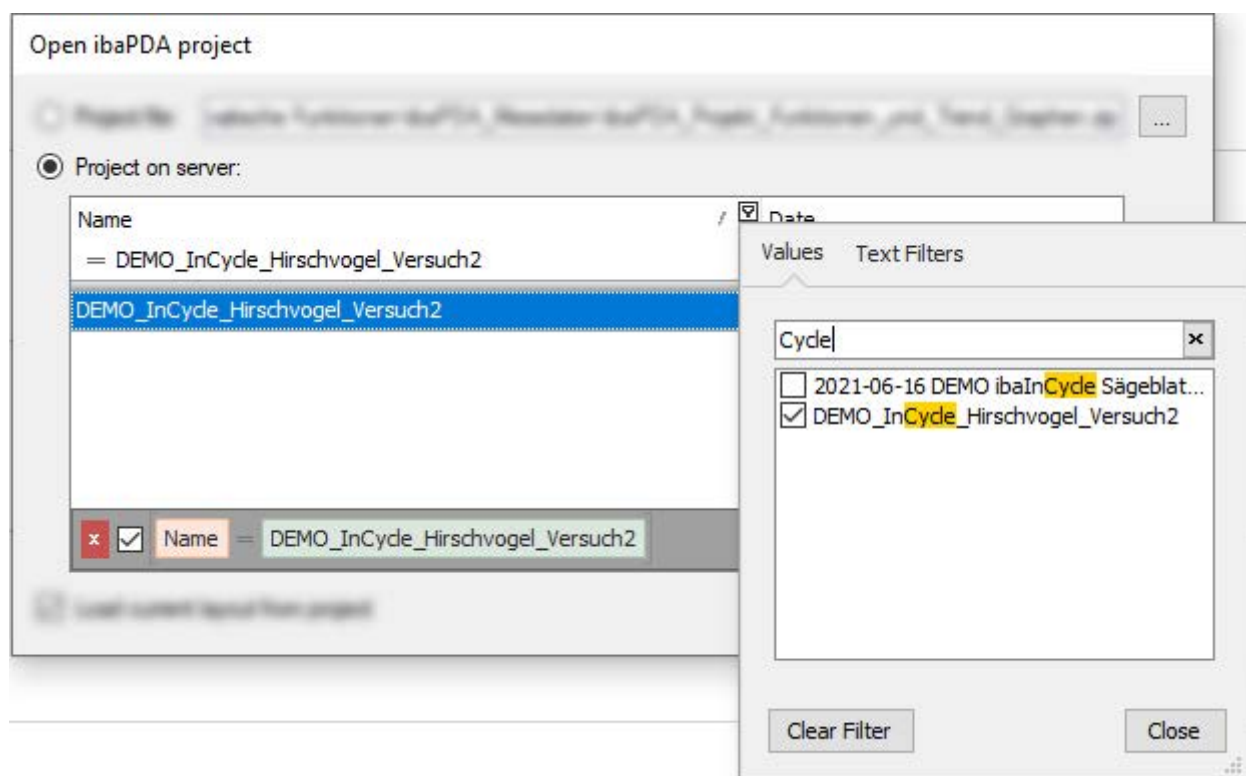 Open ibaPDA project
...
Project on server:
Name
Date
= DEMO_InCycle_Hirschvogel_Versuch2
DEMO_InCycle_Hirschvogel_Versuch2
x Name = DEMO_InCycle_Hirschvogel_Versuch2
Values Text Filters
Cycle
2021-06-16 DEMO ibaInCycle Sägeblat...
DEMO_InCycle_Hirschvogel_Versuch2
Clear Filter Close